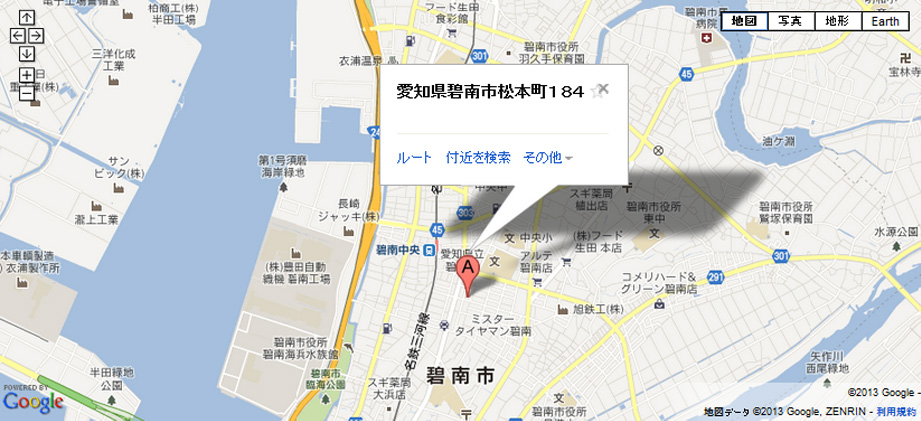 フード生田
食彩館
柏商工(株)
半田工場
三洋化成
工業
サン
ビック(株)
瀧上工業
本車輌製造
(株)衣浦製作所
半田緑地
公園
POWERED BY
Google
第1号須磨
海岸緑地
長崎
ジャッキ(株)
(株)豊田自動
織機 碧南工場
碧南市役所
碧南海浜水族館
碧南市
臨海公園
衣浦温泉
301
碧南市役所
羽久手保育園
45
病院
地図
写真
地形
Earth
宝林寺
油ケ淵
愛知県碧南市松本町184
ルート
付近を検索
その他
24
303
45
碧南中央
中央中
スギ薬局
植出店
碧南市役所
東中
碧南市役所
鷲塚保育園
水源公園
301
中央小
(株)フード
生田 本店
愛知県立
アルテ
碧南店
A
コメリハード&
グリーン碧南店
291
ミスター
タイヤマン碧南
旭鉄工(株)
名鉄三河線
スギ薬局
大浜店
碧南市
碧南市役所
矢作川
西尾緑地
©2013 Google -
地図データ ©2013 Google, ZENRIN - 利用規約